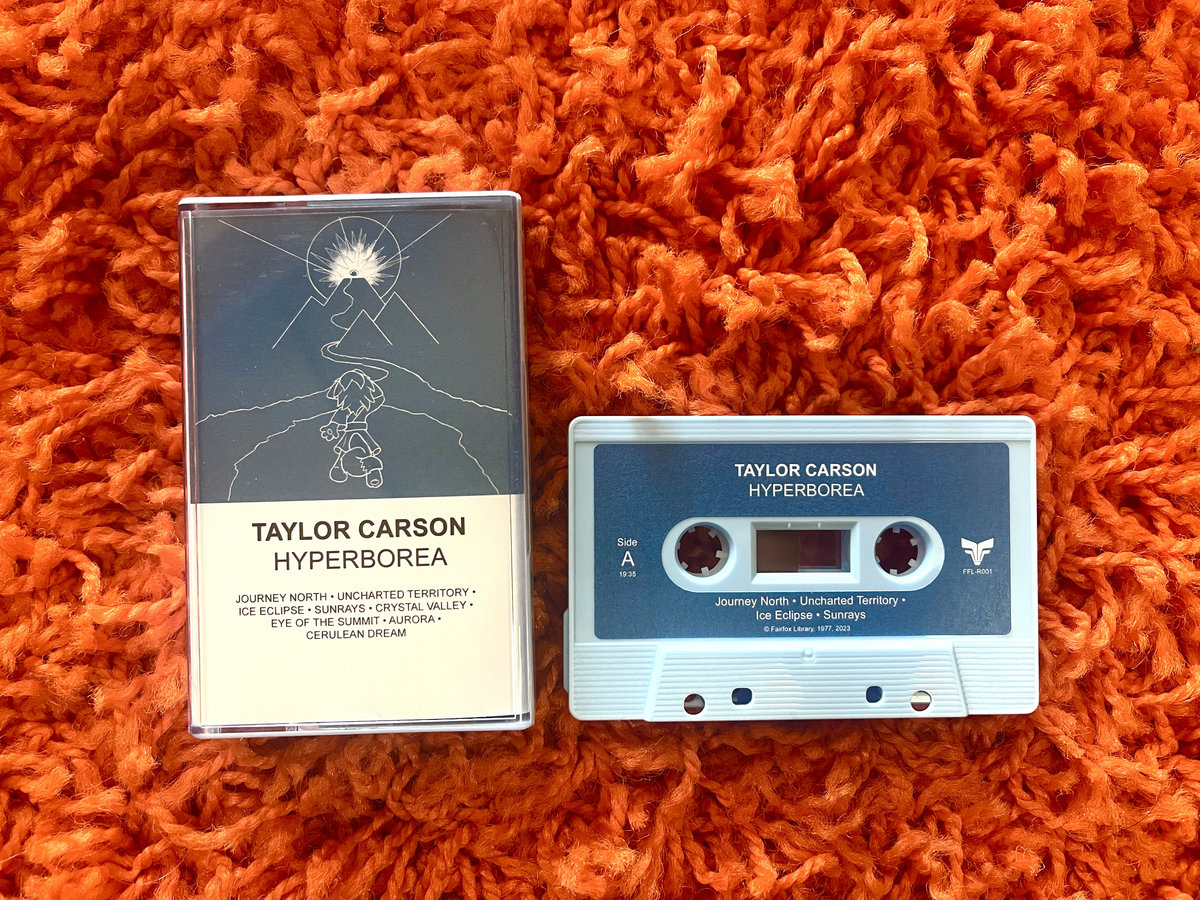 TAYLOR CARSON
HYPERBOREA
JOURNEY NORTH • UNCHARTED TERRITORY •
ICE ECLIPSE • SUNRAYS • CRYSTAL VALLEY •
EYE OF THE SUMMIT • AURORA •
CERULEAN DREAM
TAYLOR CARSON
HYPERBOREA
Side
A
19:35
FFL-R001
Journey North • Uncharted Territory •
Ice Eclipse • Sunrays
© Fairfox Library, 1977, 2023